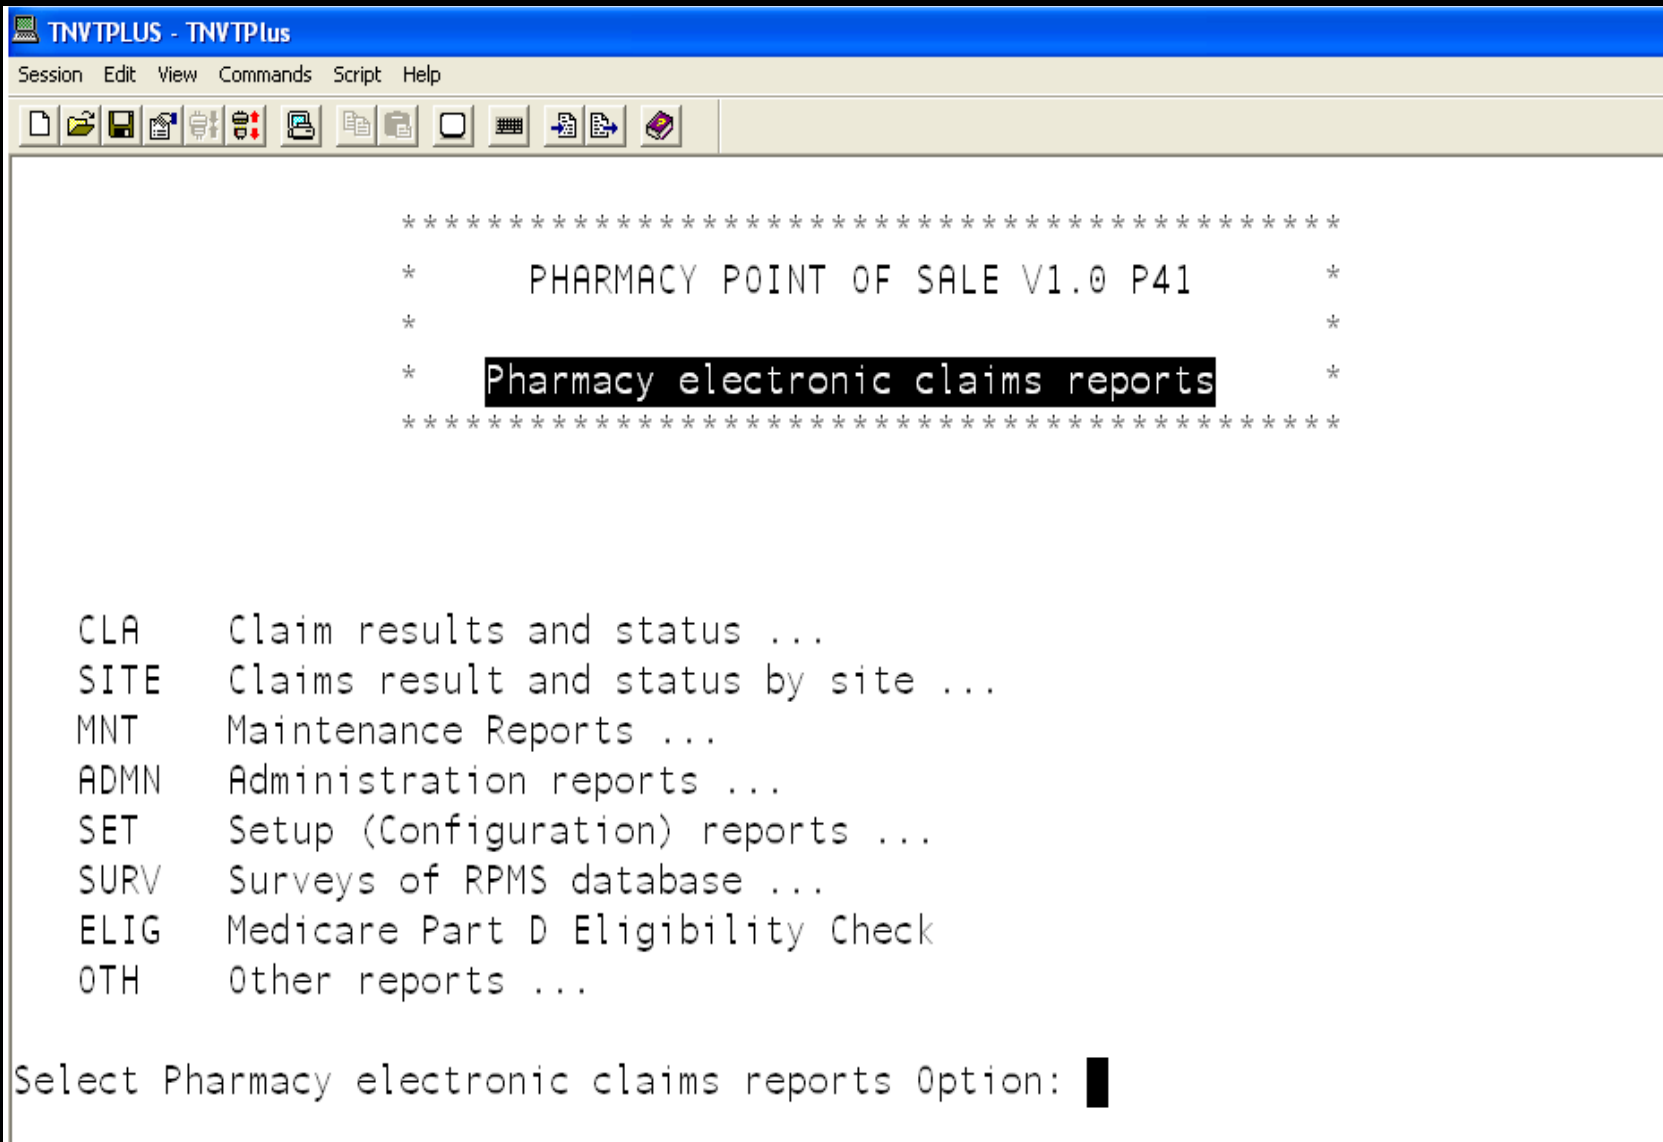 TNVTPLUS - TNVTPlus
Session Edit View Commands Script Help
********************************************
* PHARMACY POINT OF SALE V1.0 P41 *
* *
* Pharmacy electronic claims reports *
********************************************
CLA Claim results and status ...
SITE Claims result and status by site ...
MNT Maintenance Reports ...
ADMN Administration reports ...
SET Setup (Configuration) reports ...
SURV Surveys of RPMS database ...
ELIG Medicare Part D Eligibility Check
OTH Other reports ...
Select Pharmacy electronic claims reports Option: